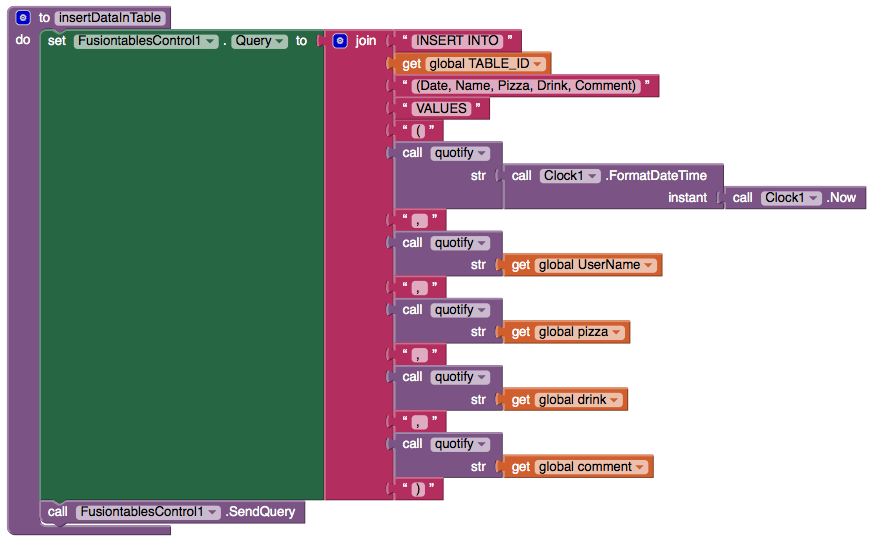 to insertDataInTable
do set FusiontablesControl1 . Query to join " INSERT INTO "
get global TABLE_ID
" (Date, Name, Pizza, Drink, Comment) "
" VALUES "
" ( "
call quotify
str call Clock1 .FormatDateTime
instant call Clock1 .Now
" , "
call quotify
str get global UserName
" , "
call quotify
str get global pizza
" , "
call quotify
str get global drink
" , "
call quotify
str get global comment
" ) "
call FusiontablesControl1 .SendQuery